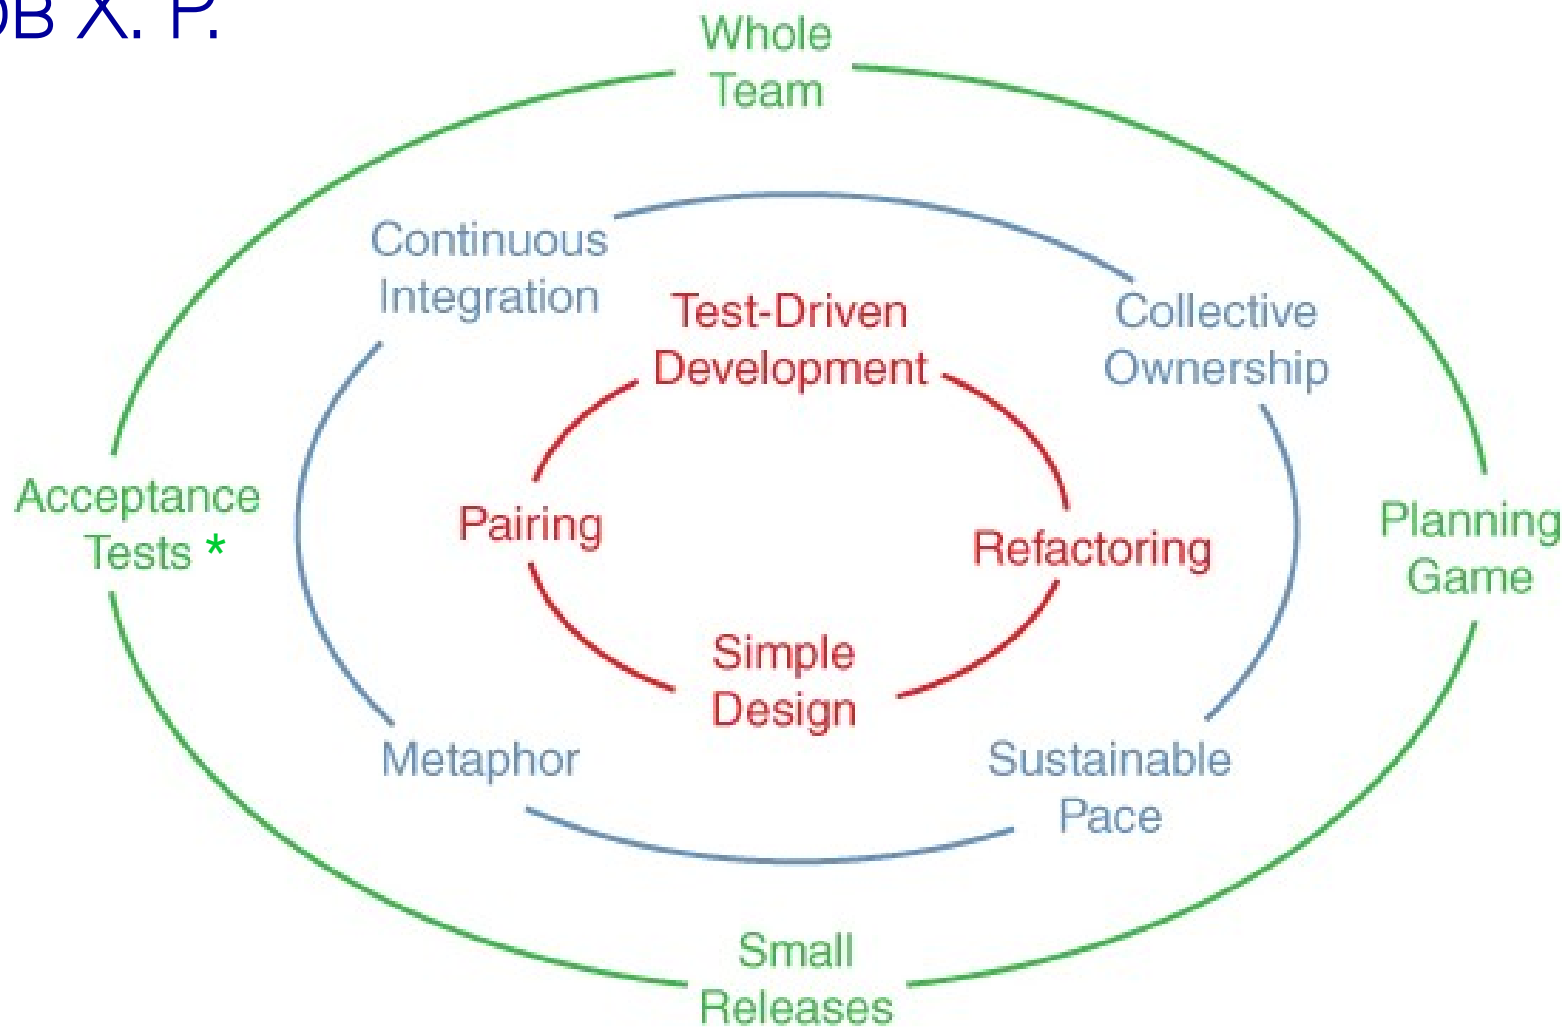 X. P.
Whole
Team
Continuous
Integration
Test-Driven
Development
Collective
Ownership
Acceptance
Tests *
Pairing
Refactoring
Planning
Game
Simple
Design
Metaphor
Sustainable
Pace
Small
Releases